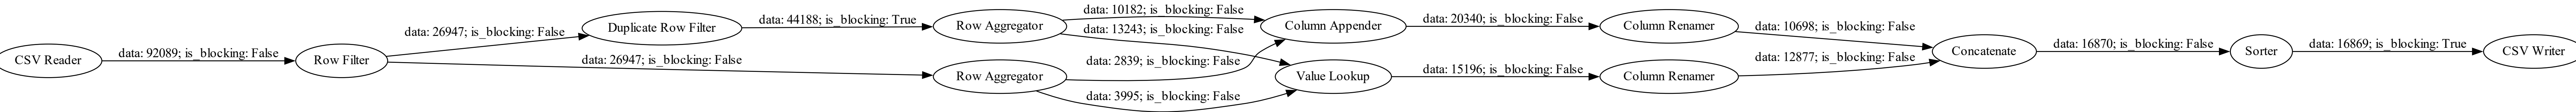 CSV Reader
data: 92089; is_blocking: False
Row Filter
data: 26947; is_blocking: False
data: 26947; is_blocking: False
Duplicate Row Filter
data: 44188; is_blocking: True
Row Aggregator
Row Aggregator
data: 10182; is_blocking: False
data: 13243; is_blocking: False
data: 2839; is_blocking: False
data: 3995; is_blocking: False
Column Appender
Value Lookup
data: 20340; is_blocking: False
data: 15196; is_blocking: False
Column Renamer
Column Renamer
data: 10698; is_blocking: False
data: 12877; is_blocking: False
Concatenate
data: 16870; is_blocking: False
Sorter
data: 16869; is_blocking: True
CSV Writer